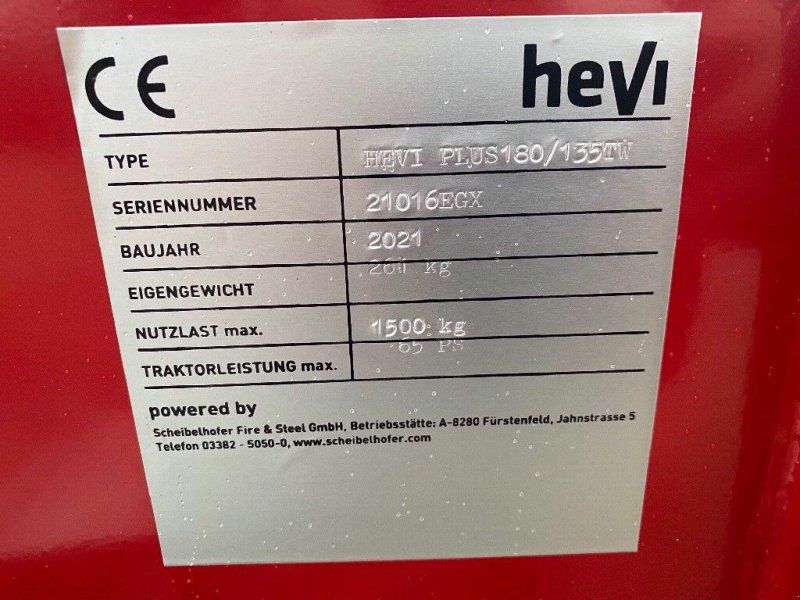 CE hevi
TYPE HEVI PLUS180/135TW
SERIENNUMMER 21016EGX
BAUJAHR 2021
EIGENGEWICHT kg
NUTZLAST max. 1500 kg
TRAKTORLEISTUNG max. 65 PS
powered by
Scheibelhofer Fire & Steel GmbH, Betriebsstätte: A-8280 Fürstenfeld, Jahnstrasse 5
Telefon 03382 - 5050-0, www.scheibelhofer.com